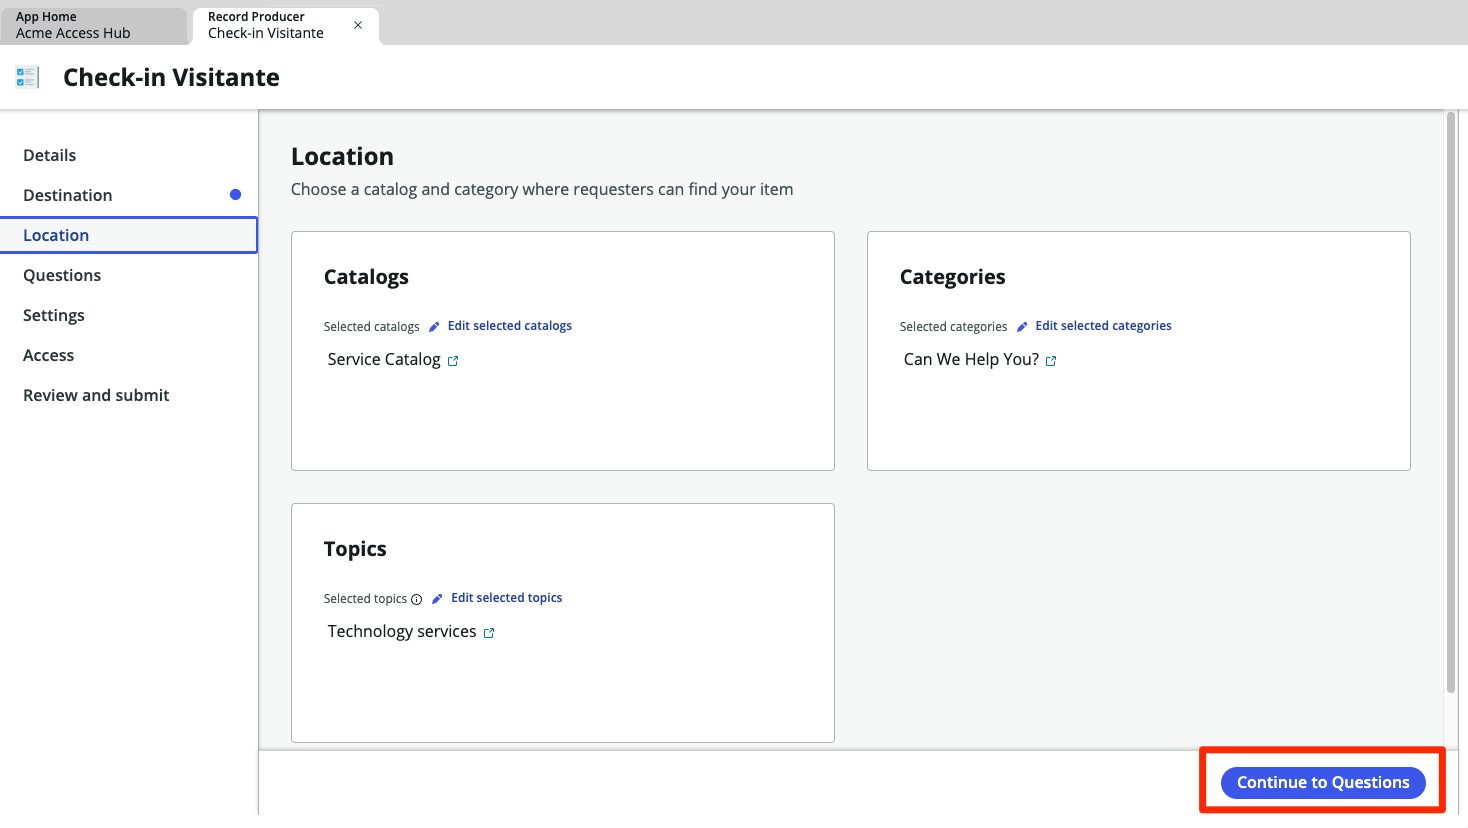 App Home
Acme Access Hub
Record Producer
Check-in Visitante
Check-in Visitante
Details
Destination
Location
Questions
Settings
Access
Review and submit
Location
Choose a catalog and category where requesters can find your item
Catalogs
Selected catalogs Edit selected catalogs
Service Catalog
Categories
Selected categories Edit selected categories
Can We Help You?
Topics
Selected topics Edit selected topics
Technology services
Continue to Questions